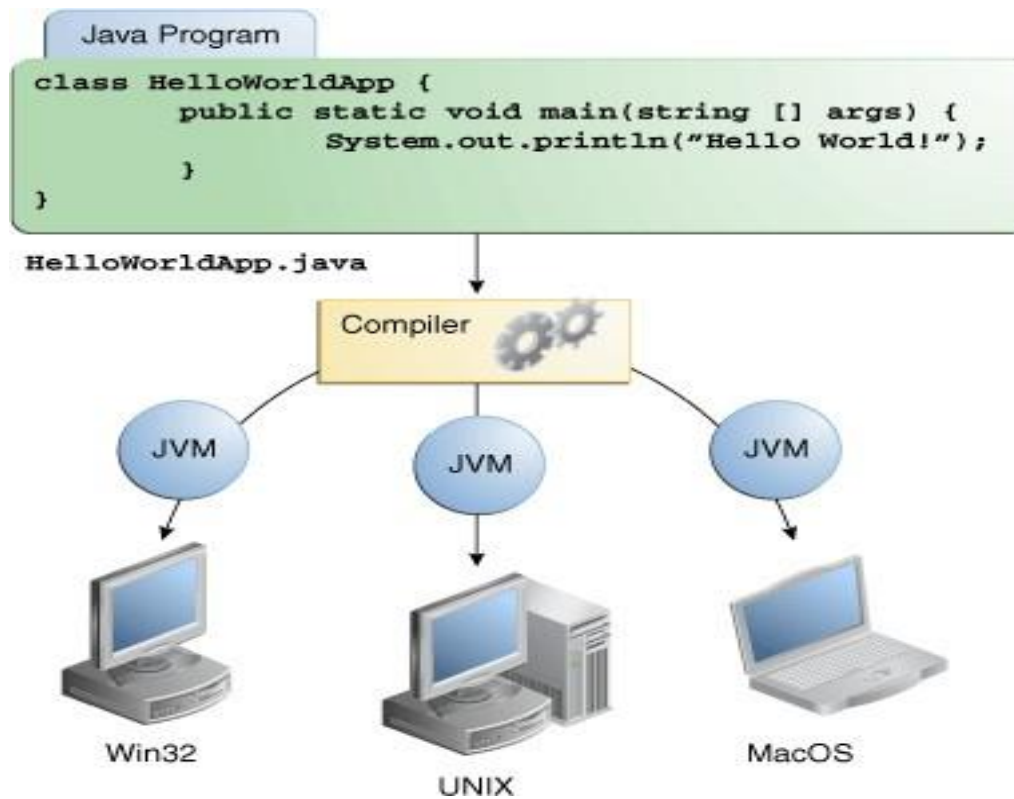 Java Program
class HelloWorldApp {
public static void main(string [] args) {
System.out.println(”Hello World!”);
}
}
HelloWorldApp.java
Compiler
JVM
JVM
JVM
Win32
UNIX
MacOS